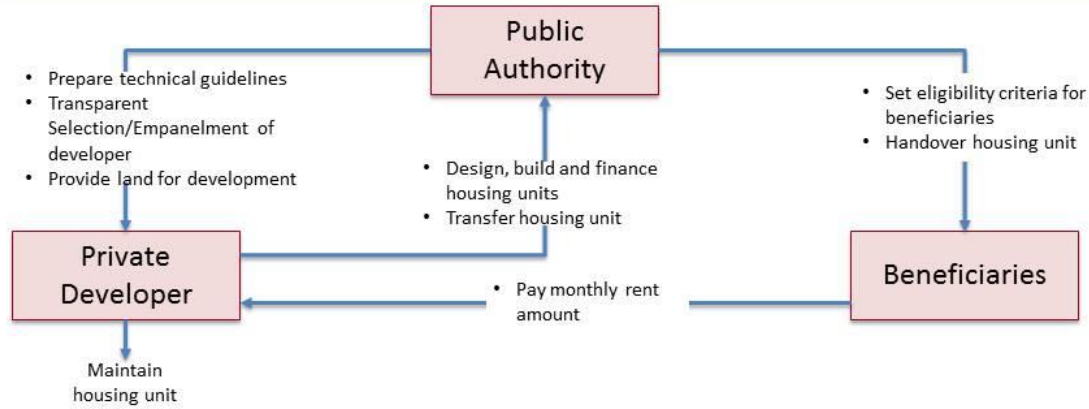 Public
Authority
• Prepare technical guidelines
• Transparent
Selection/Empanelment of
developer
• Provide land for development
• Set eligibility criteria for
beneficiaries
• Handover housing unit
• Design, build and finance
housing units
• Transfer housing unit
Private
Developer
Beneficiaries
• Pay monthly rent
amount
Maintain
housing unit